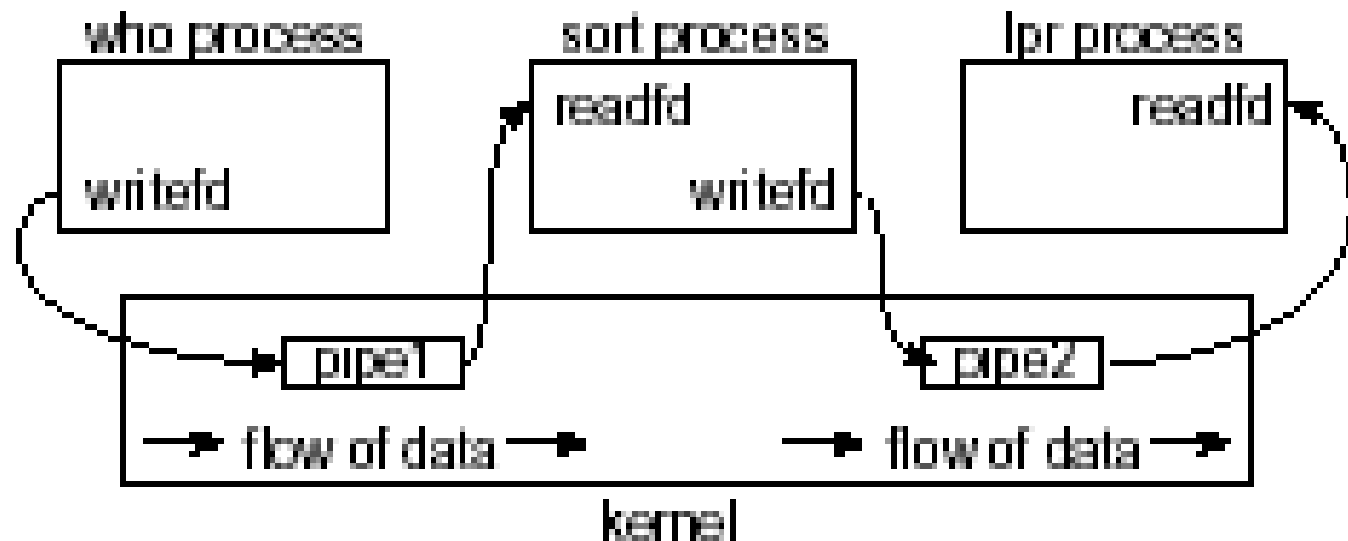 who process
sort process
lpr process
readfd
readfd
writefd
writefd
pipe1
pipe2
flow of data
flow of data
kernel